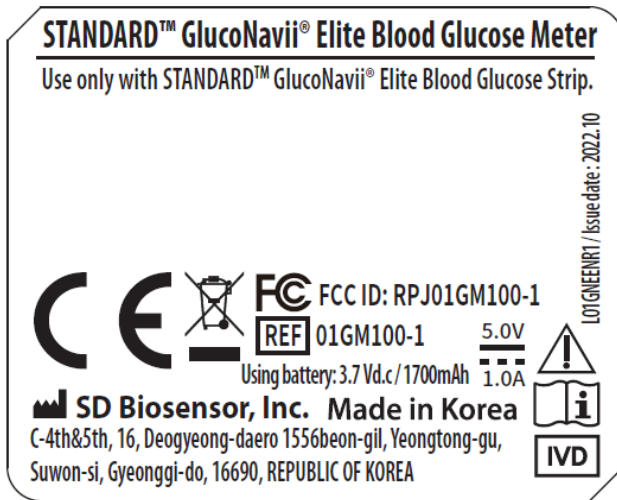 STANDARD™ GlucoNavii® Elite Blood Glucose Meter
Use only with STANDARD™ GlucoNavii® Elite Blood Glucose Strip.
L01GNEENR1 / Issue date : 2022.10
CE FC FCC ID: RPJ01GM100-1
REF 01GM100-1 5.0V
Using battery: 3.7 Vd.c / 1700mAh 1.0A
SD Biosensor, Inc. Made in Korea
C-4th&5th, 16, Deogyeong-daero 1556beon-gil, Yeongtong-gu,
Suwon-si, Gyeonggi-do, 16690, REPUBLIC OF KOREA
IVD